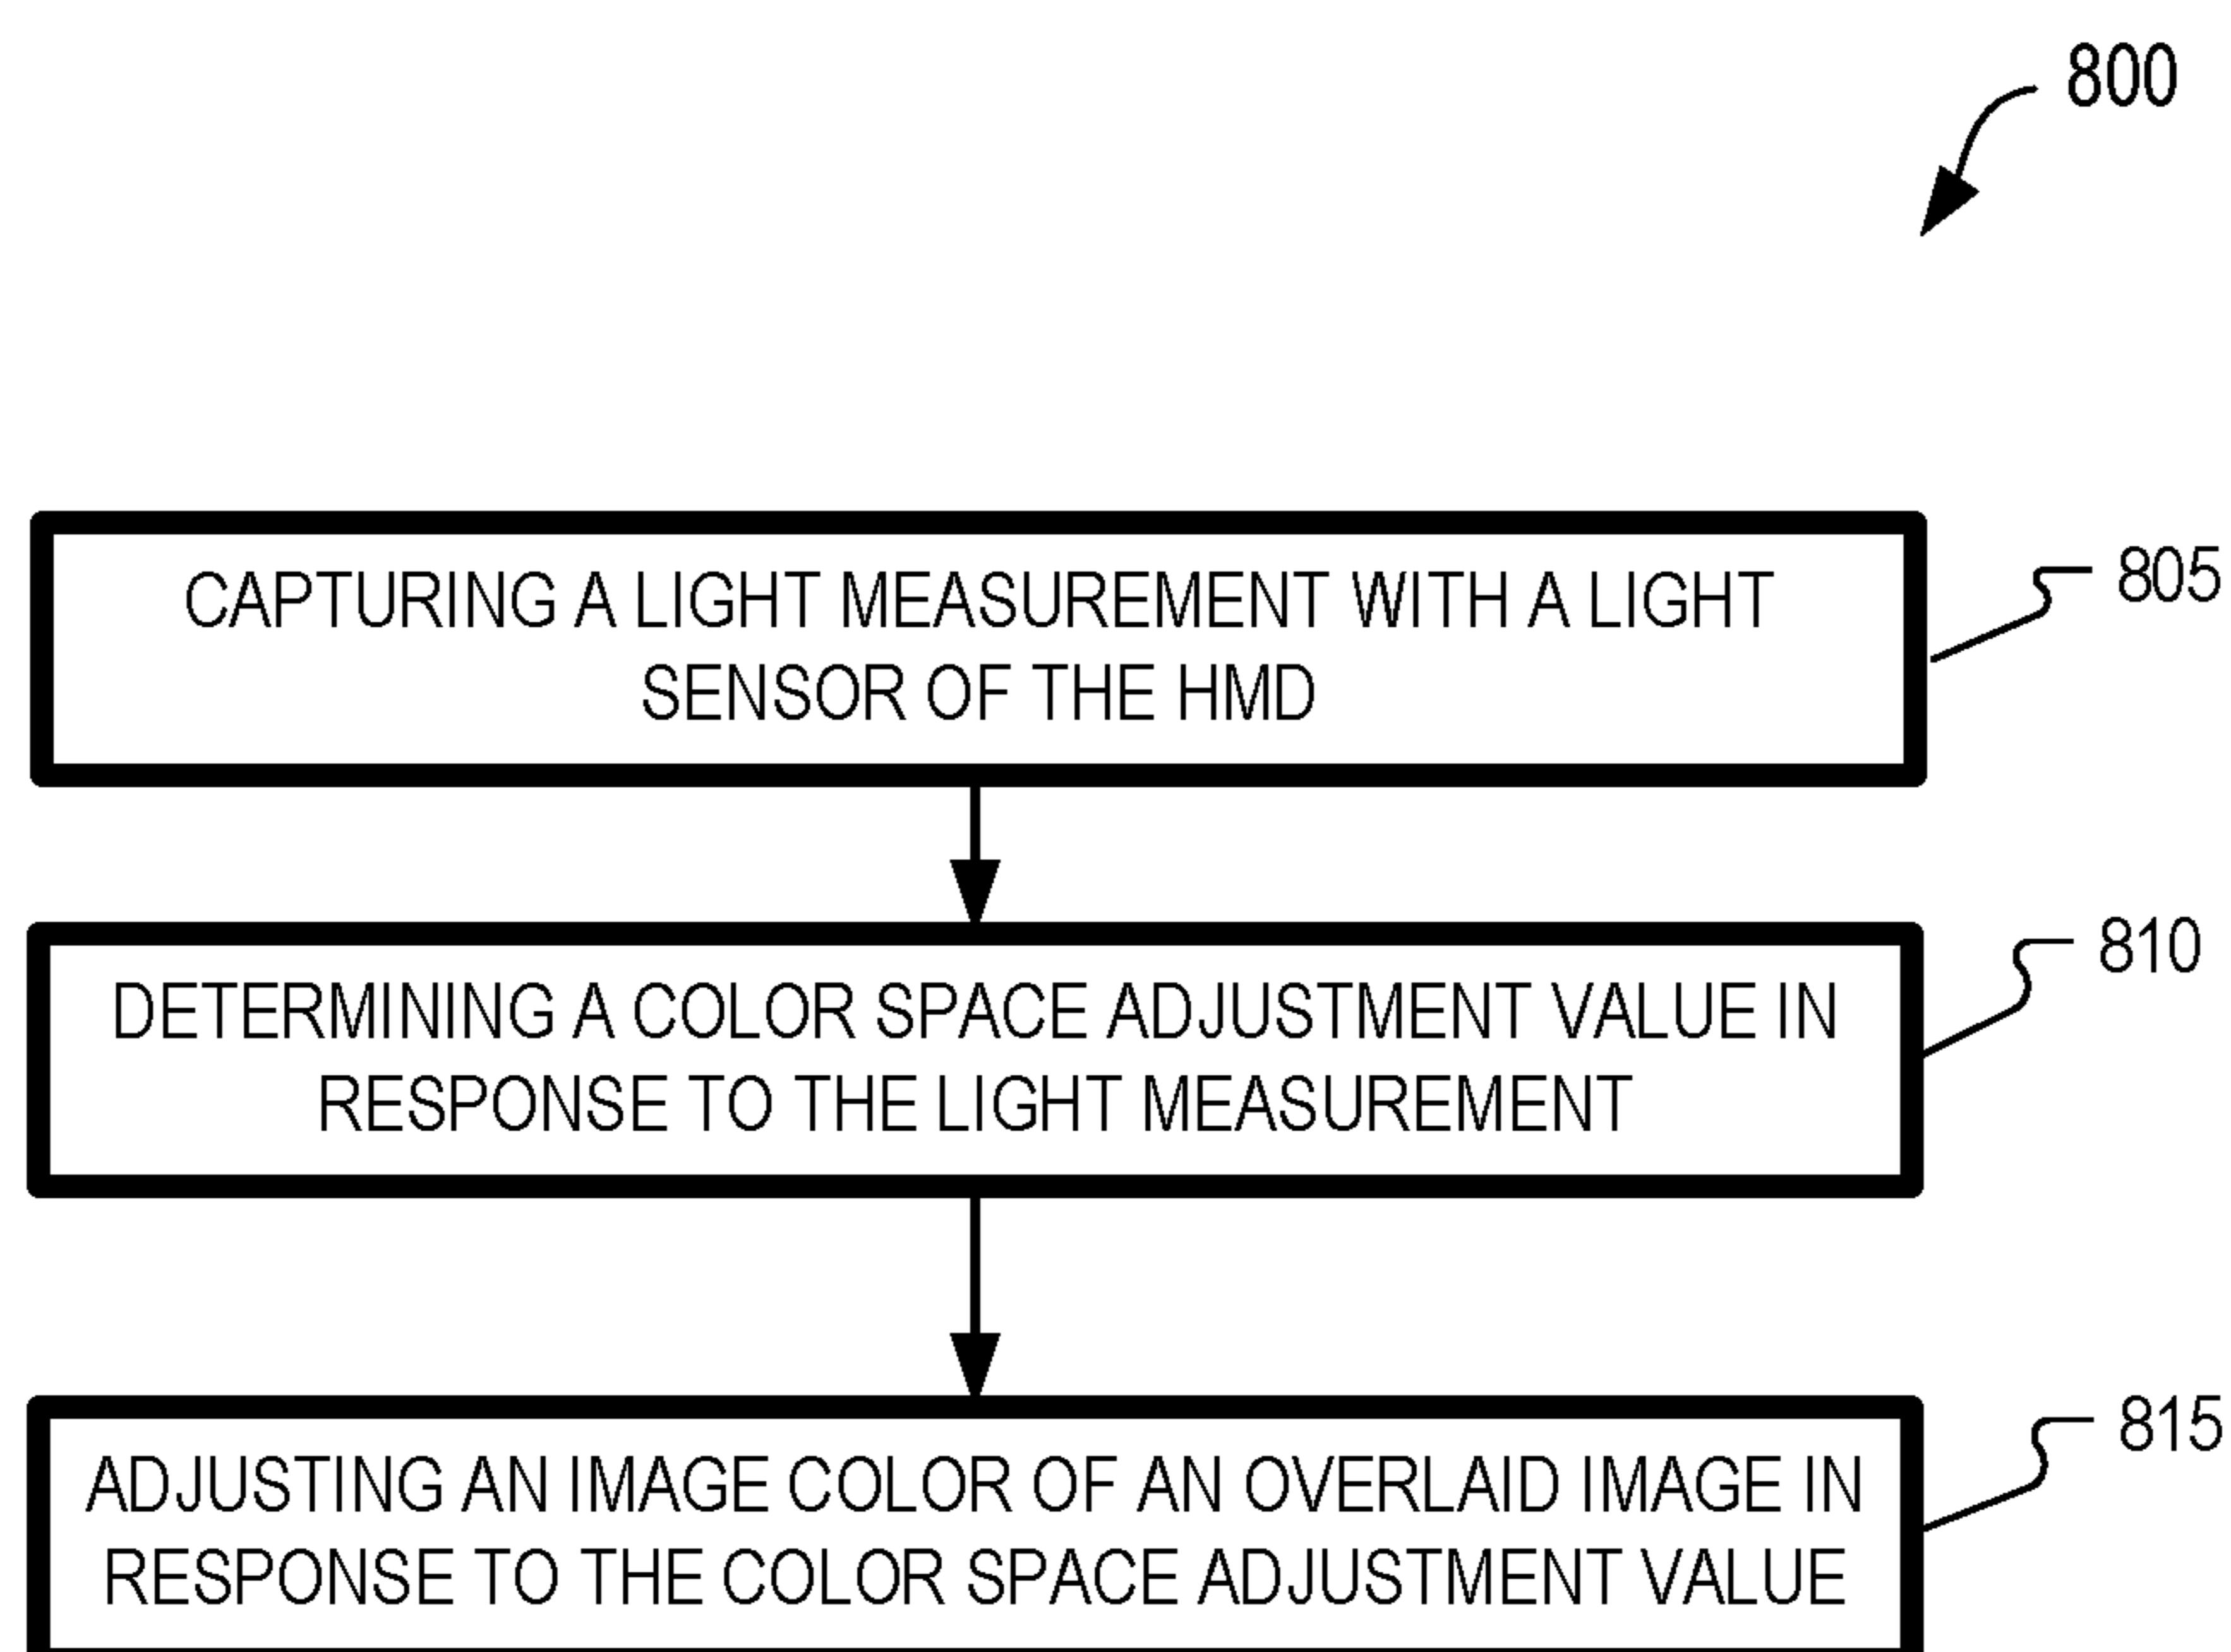 800
CAPTURING A LIGHT MEASUREMENT WITH A LIGHT
SENSOR OF THE HMD
805
DETERMINING A COLOR SPACE ADJUSTMENT VALUE IN
RESPONSE TO THE LIGHT MEASUREMENT
810
ADJUSTING AN IMAGE COLOR OF AN OVERLAID IMAGE IN
RESPONSE TO THE COLOR SPACE ADJUSTMENT VALUE
815